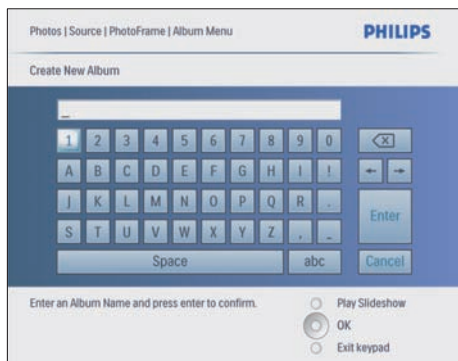 Photos | Source | PhotoFrame | Album Menu PHILIPS
Create New Album
_
1 2 3 4 5 6 7 8 9 0
A B C D E F G H I !
J K L M N O P Q R .
S T U V W X Y Z , _
Enter
Space abc Cancel
Enter an Album Name and press enter to confirm.
Play Slideshow
OK
Exit keypad